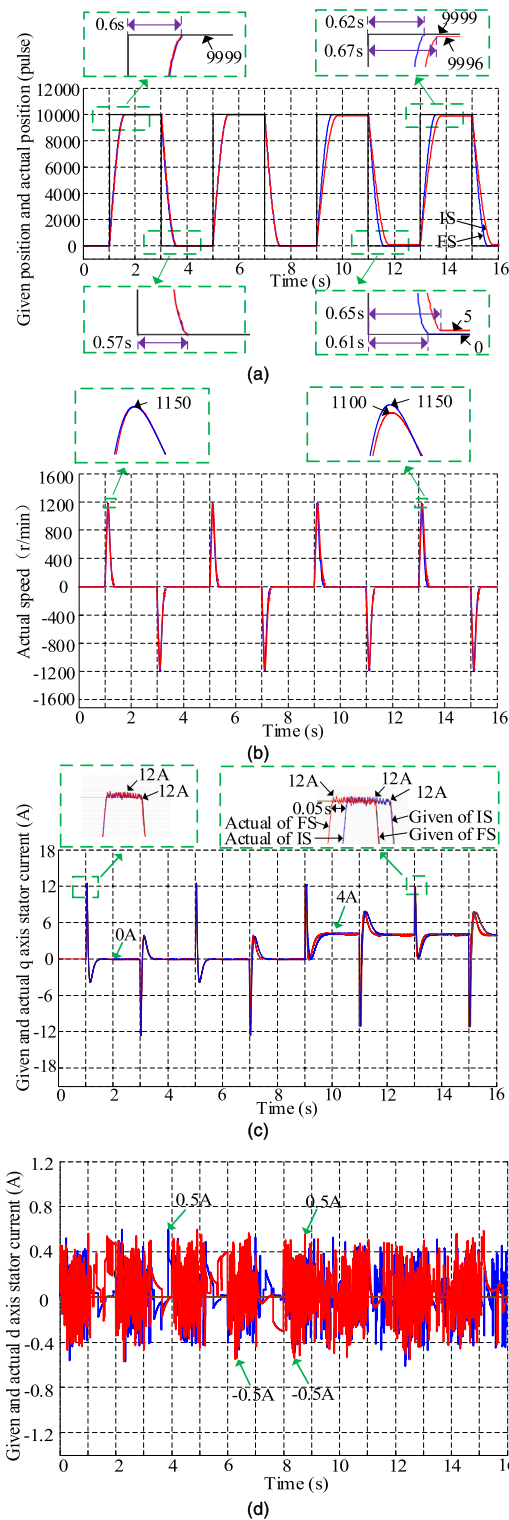 0.6s
9999
0.62s
9999
0.67s
9996
Given position and actual position (pulse)
12000
10000
8000
6000
4000
2000
0
IS
FS
0 2 4 6 8 10 12 14 16
Time (s)
0.57s
0.65s
5
0.61s
0
(a)
1150
1100
1150
Actual speed (r/min)
1600
1200
800
400
0
-400
-800
-1200
-1600
0 2 4 6 8 10 12 14 16
Time (s)
(b)
12A
12A
12A
12A
12A
0.05s
Actual of FS
Given of IS
Actual of IS
Given of FS
Given and actual q axis stator current (A)
18
12
6
0
-6
-12
-18
0A
4A
0 2 4 6 8 10 12 14 16
Time (s)
(c)
Given and actual d axis stator current (A)
1.2
0.8
0.4
0
-0.4
-0.8
-1.2
0.5A
0.5A
-0.5A
-0.5A
0 2 4 6 8 10 12 14 16
Time (s)
(d)